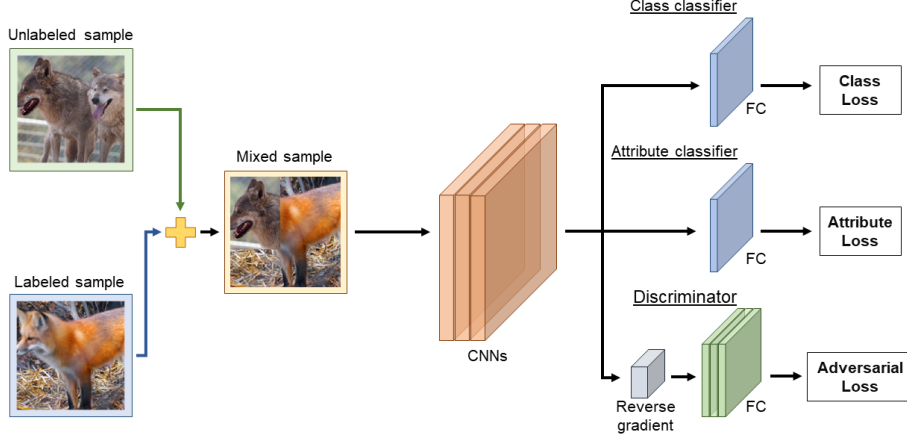 Class classifier
Unlabeled sample
FC
Class
Loss
Mixed sample
Attribute classifier
FC
Attribute
Loss
Labeled sample
Discriminator
CNNs
Reverse
gradient
FC
Adversarial
Loss